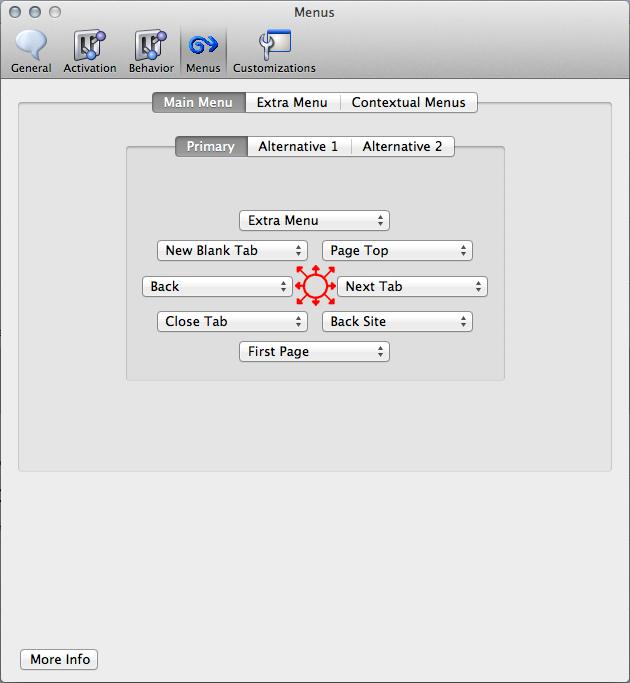 Menus
General Activation Behavior Menus Customizations
Main Menu Extra Menu Contextual Menus
Primary Alternative 1 Alternative 2
Extra Menu
New Blank Tab Page Top
Back Next Tab
Close Tab Back Site
First Page
More Info